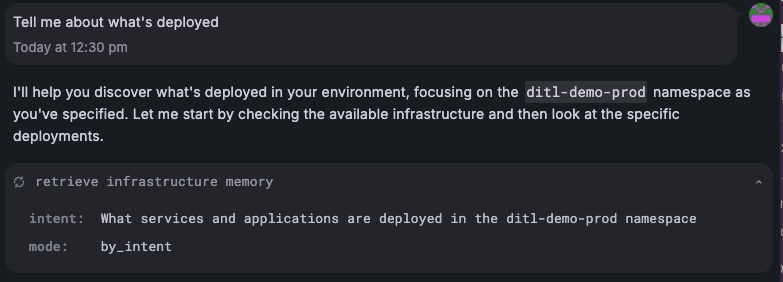 Tell me about what's deployed
Today at 12:30 pm
I'll help you discover what's deployed in your environment, focusing on the ditl-demo-prod namespace as
you've specified. Let me start by checking the available infrastructure and then look at the specific
deployments.
retrieve infrastructure memory
intent: What services and applications are deployed in the ditl-demo-prod namespace
mode: by_intent